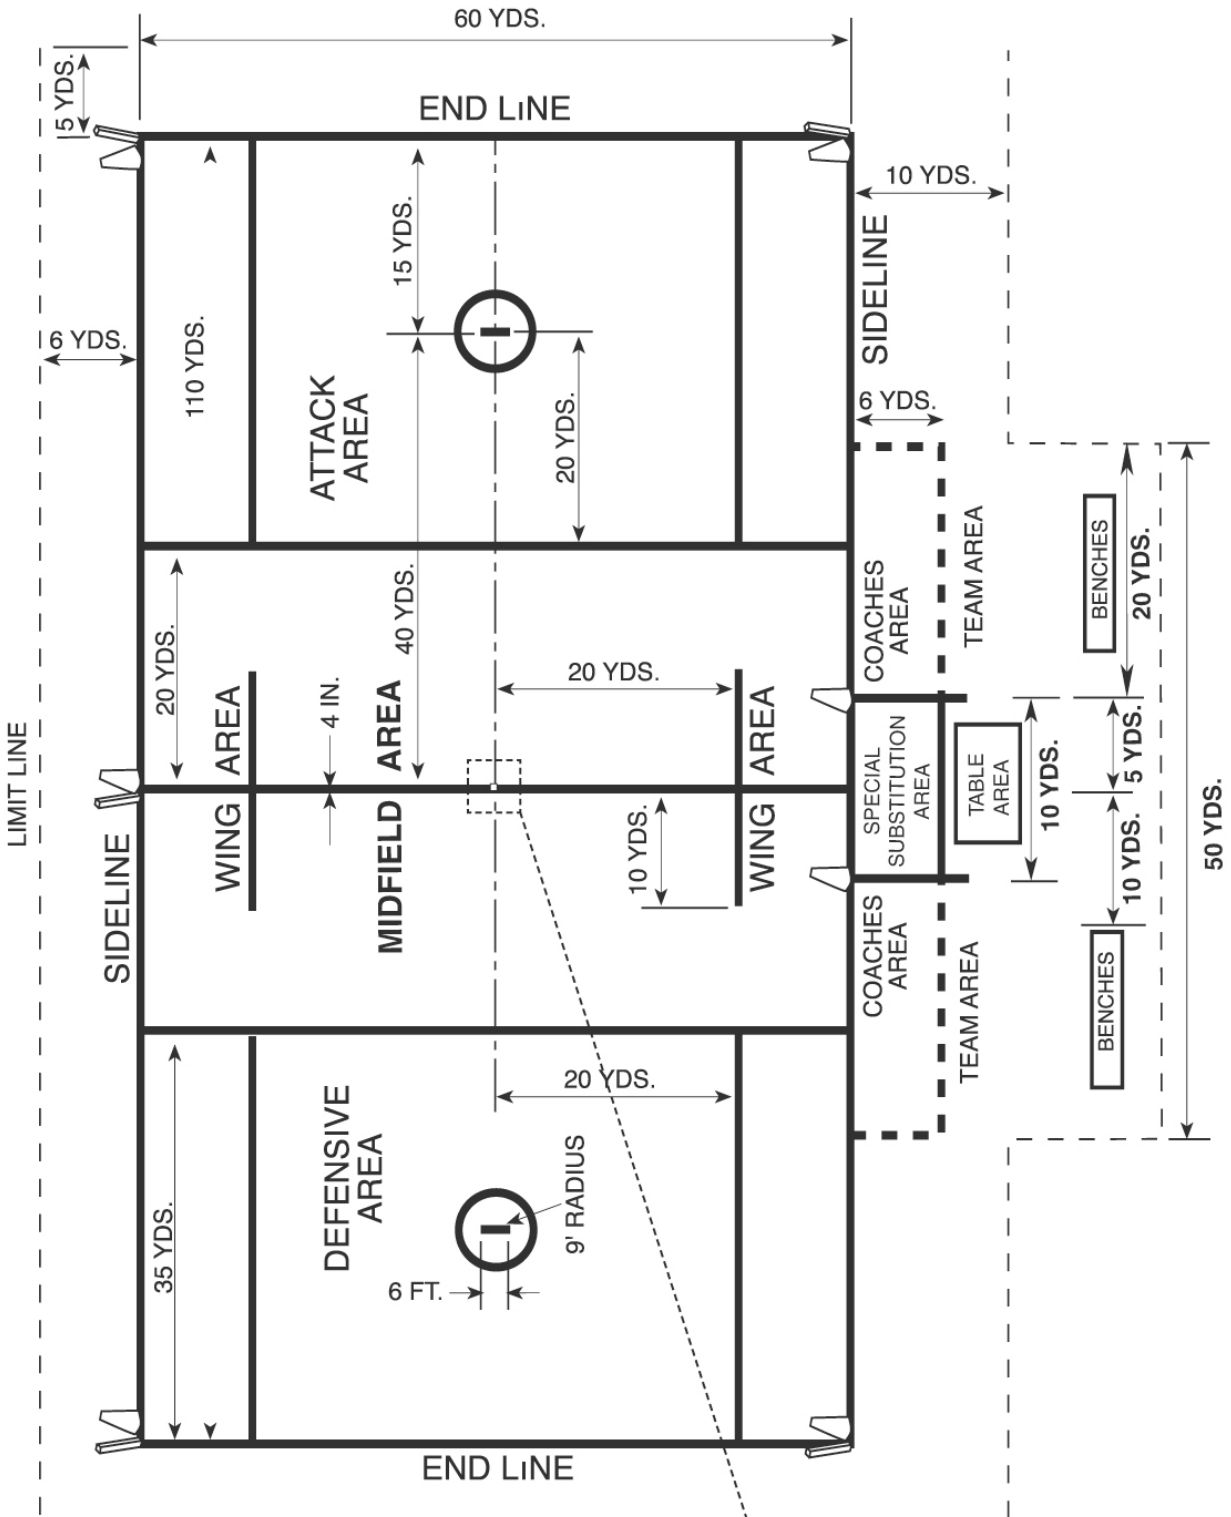 60 YDS.
5 YDS.
END LINE
10 YDS.
15 YDS.
SIDELINE
110 YDS.
6 YDS.
ATTACK
AREA
20 YDS.
6 YDS.
BENCHES
20 YDS.
TEAM AREA
COACHES
AREA
40 YDS.
20 YDS.
20 YDS.
4 IN.
WING AREA
MIDFIELD AREA
WING AREA
LIMIT LINE
SPECIAL
SUBSTITUTION
AREA
TABLE
AREA
10 YDS.
5 YDS.
10 YDS.
50 YDS.
10 YDS.
SIDELINE
COACHES
AREA
TEAM AREA
BENCHES
20 YDS.
DEFENSIVE
AREA
35 YDS.
9' RADIUS
6 FT.
END LINE